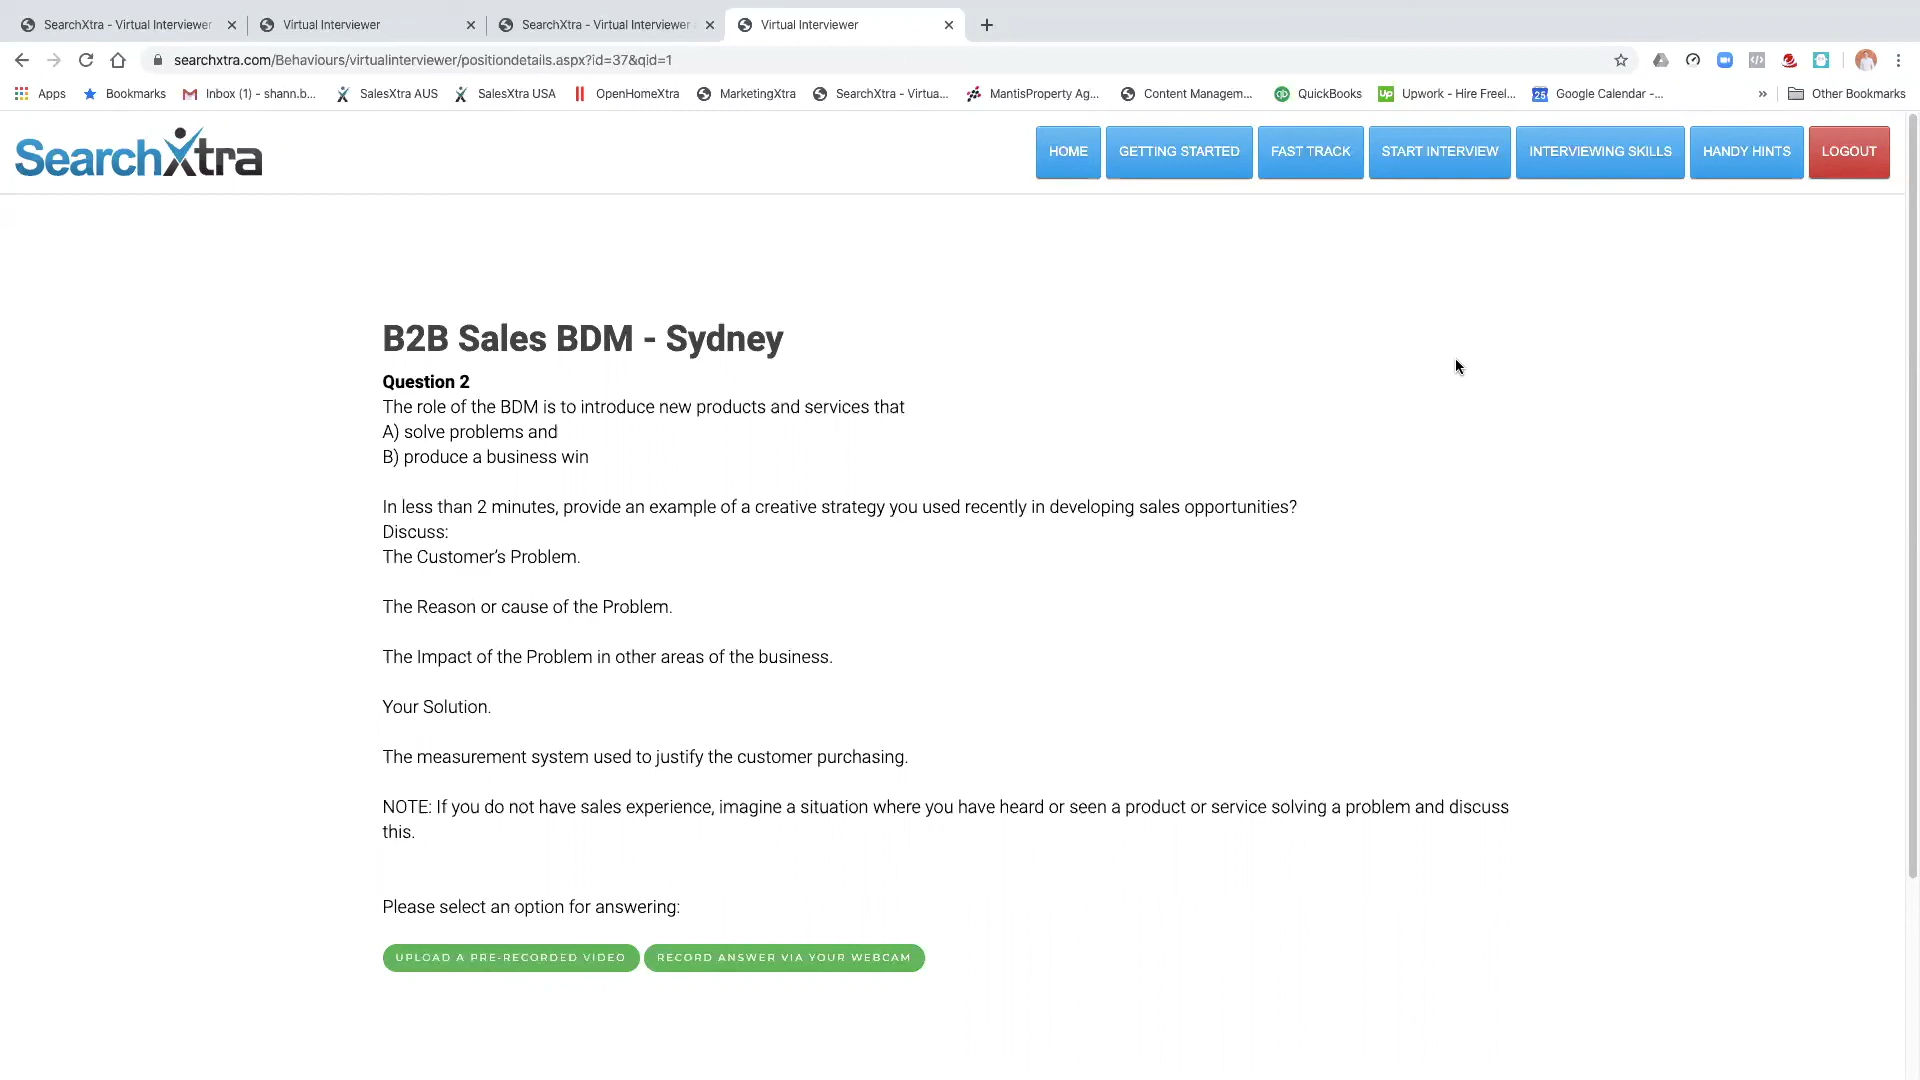 SearchXtra - Virtual Interviewer
Virtual Interviewer
SearchXtra - Virtual Interviewer
Virtual Interviewer
searchxtra.com/Behaviours/virtualinterviewer/positiondetails.aspx?id=37&qid=1
Apps
Bookmarks
Inbox (1) - shann.b...
SalesXtra AUS
SalesXtra USA
OpenHomeXtra
MarketingXtra
SearchXtra - Virtua...
MantisProperty Ag...
Content Managem...
QuickBooks
Upwork - Hire Freel...
Google Calendar -...
»
Other Bookmarks
SearchXtra
HOME
GETTING STARTED
FAST TRACK
START INTERVIEW
INTERVIEWING SKILLS
HANDY HINTS
LOGOUT
B2B Sales BDM - Sydney
Question 2
The role of the BDM is to introduce new products and services that
A) solve problems and
B) produce a business win
In less than 2 minutes, provide an example of a creative strategy you used recently in developing sales opportunities?
Discuss:
The Customer’s Problem.
The Reason or cause of the Problem.
The Impact of the Problem in other areas of the business.
Your Solution.
The measurement system used to justify the customer purchasing.
NOTE: If you do not have sales experience, imagine a situation where you have heard or seen a product or service solving a problem and discuss
this.
Please select an option for answering:
UPLOAD A PRE-RECORDED VIDEO
RECORD ANSWER VIA YOUR WEBCAM